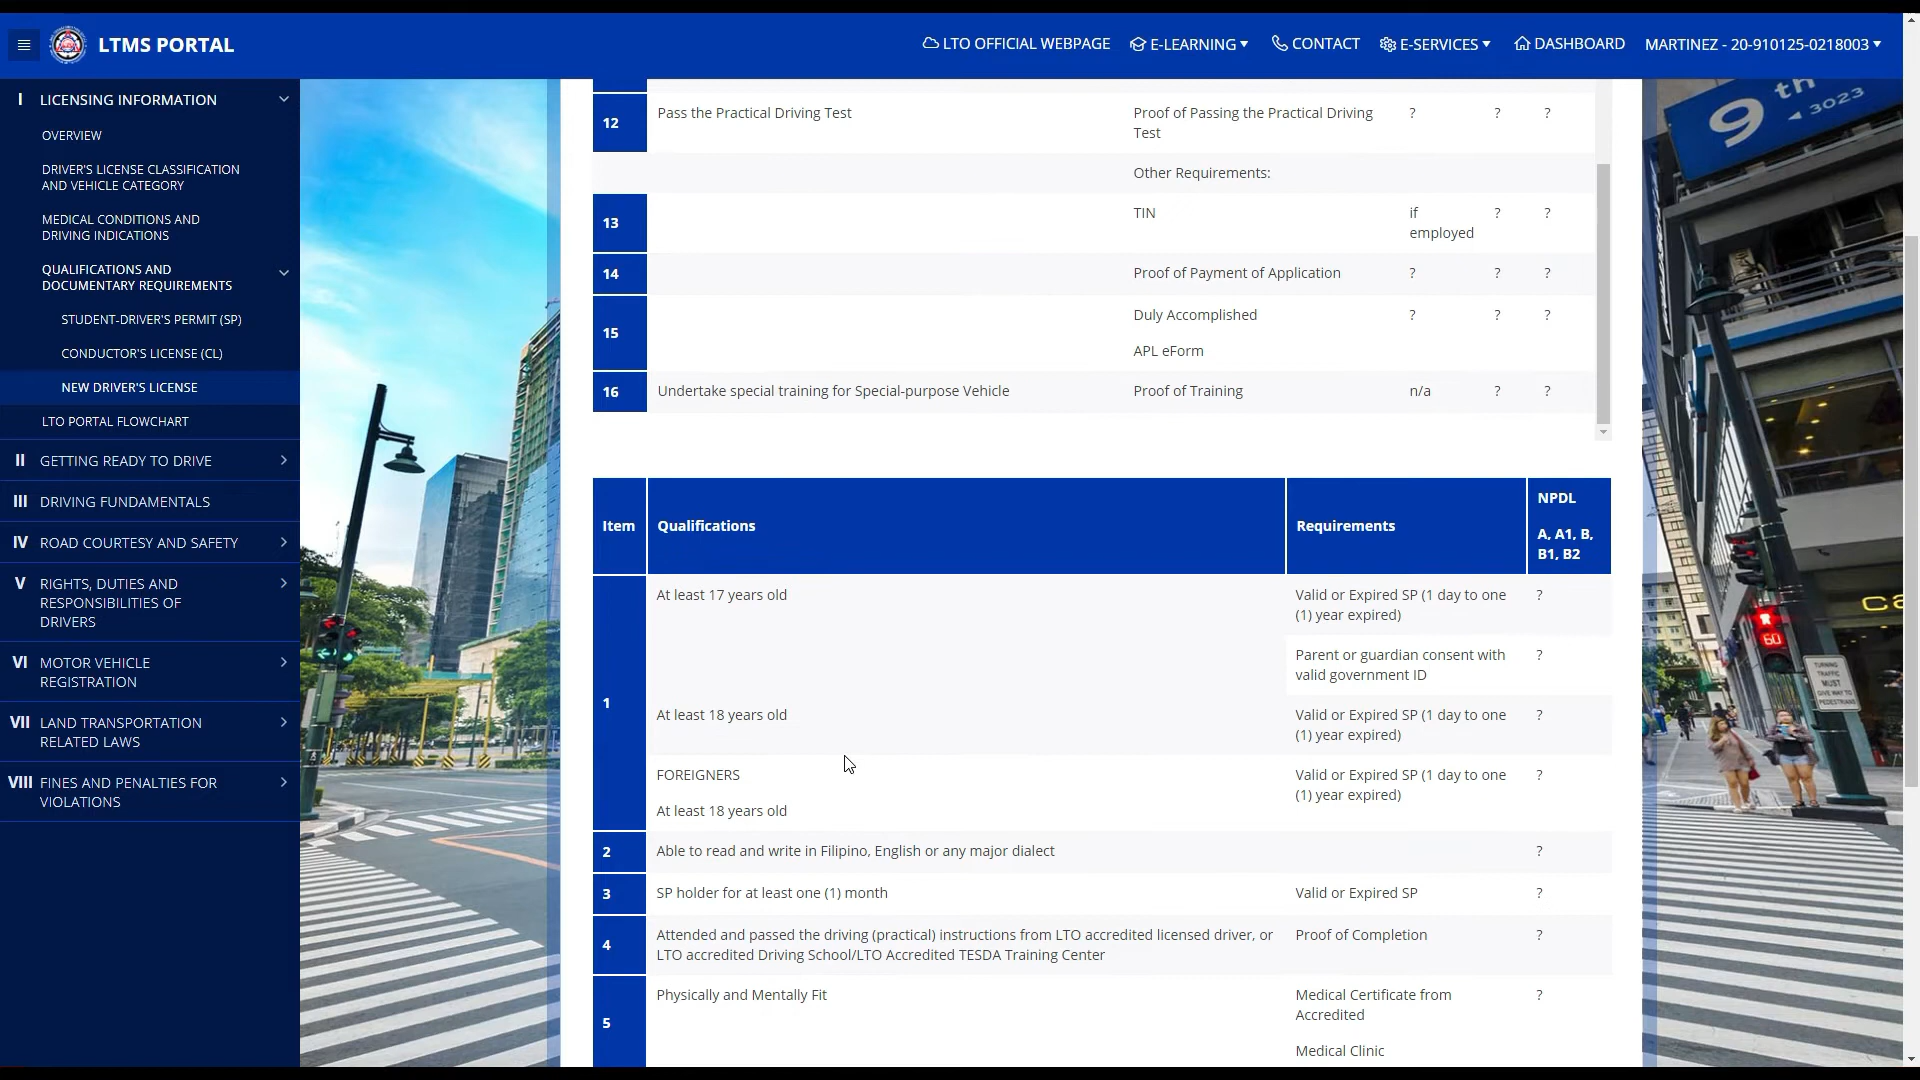 LTMS PORTAL
LTO OFFICIAL WEBPAGE
E-LEARNING
CONTACT
E-SERVICES
DASHBOARD
MARTINEZ - 20-910125-0218003
I LICENSING INFORMATION
OVERVIEW
DRIVER'S LICENSE CLASSIFICATION
AND VEHICLE CATEGORY
MEDICAL CONDITIONS AND
DRIVING INDICATIONS
QUALIFICATIONS AND
DOCUMENTARY REQUIREMENTS
STUDENT-DRIVER'S PERMIT (SP)
CONDUCTOR'S LICENSE (CL)
NEW DRIVER'S LICENSE
LTO PORTAL FLOWCHART
II GETTING READY TO DRIVE
III DRIVING FUNDAMENTALS
IV ROAD COURTESY AND SAFETY
V RIGHTS, DUTIES AND
RESPONSIBILITIES OF
DRIVERS
VI MOTOR VEHICLE
REGISTRATION
VII LAND TRANSPORTATION
RELATED LAWS
VIII FINES AND PENALTIES FOR
VIOLATIONS
12 Pass the Practical Driving Test Proof of Passing the Practical Driving ? ? ?
Test
Other Requirements:
13 TIN if ? ?
employed
14 Proof of Payment of Application ? ? ?
15 Duly Accomplished ? ? ?
APL eForm
16 Undertake special training for Special-purpose Vehicle Proof of Training n/a ? ?
Item Qualifications Requirements NPDL
A, A1, B,
B1, B2
1
At least 17 years old Valid or Expired SP (1 day to one ?
(1) year expired)
Parent or guardian consent with ?
valid government ID
At least 18 years old Valid or Expired SP (1 day to one ?
(1) year expired)
FOREIGNERS Valid or Expired SP (1 day to one ?
(1) year expired)
At least 18 years old
2 Able to read and write in Filipino, English or any major dialect ?
3 SP holder for at least one (1) month Valid or Expired SP ?
4 Attended and passed the driving (practical) instructions from LTO accredited licensed driver, or Proof of Completion ?
LTO accredited Driving School/LTO Accredited TESDA Training Center
5 Physically and Mentally Fit Medical Certificate from ?
Accredited
Medical Clinic
9th
3023
60
TURNING
TRAFFIC
MUST
GIVE WAY TO
PEDESTRIANS